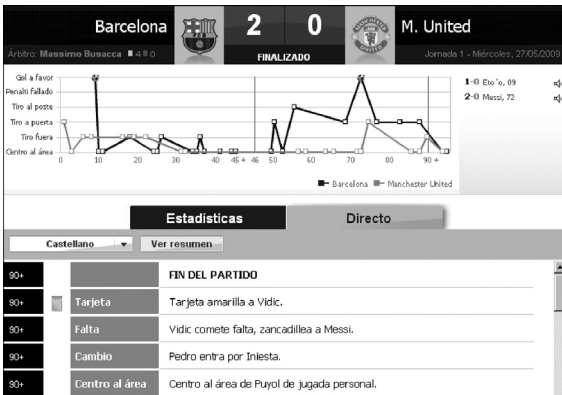 Barcelona 2 0 M. United
Árbitro: Massimo Busacca 4 0 FINALIZADO Jornada 1 - Miércoles, 27/05/2009
Gol a favor
Penalti fallado
Tiro al poste
Tiro a puerta
Tiro fuera
Centro al área
0 10 20 30 40 45 + 46 50 60 70 80 90 +
Barcelona Manchester United
1-0 Eto´o, 09
2-0 Messi, 72
Estadísticas Directo
Castellano Ver resumen
90+ FIN DEL PARTIDO
90+ Tarjeta Tarjeta amarilla a Vidic.
90+ Falta Vidic comete falta, zancadillea a Messi.
90+ Cambio Pedro entra por Iniesta.
90+ Centro al área Centro al área de Puyol de jugada personal.